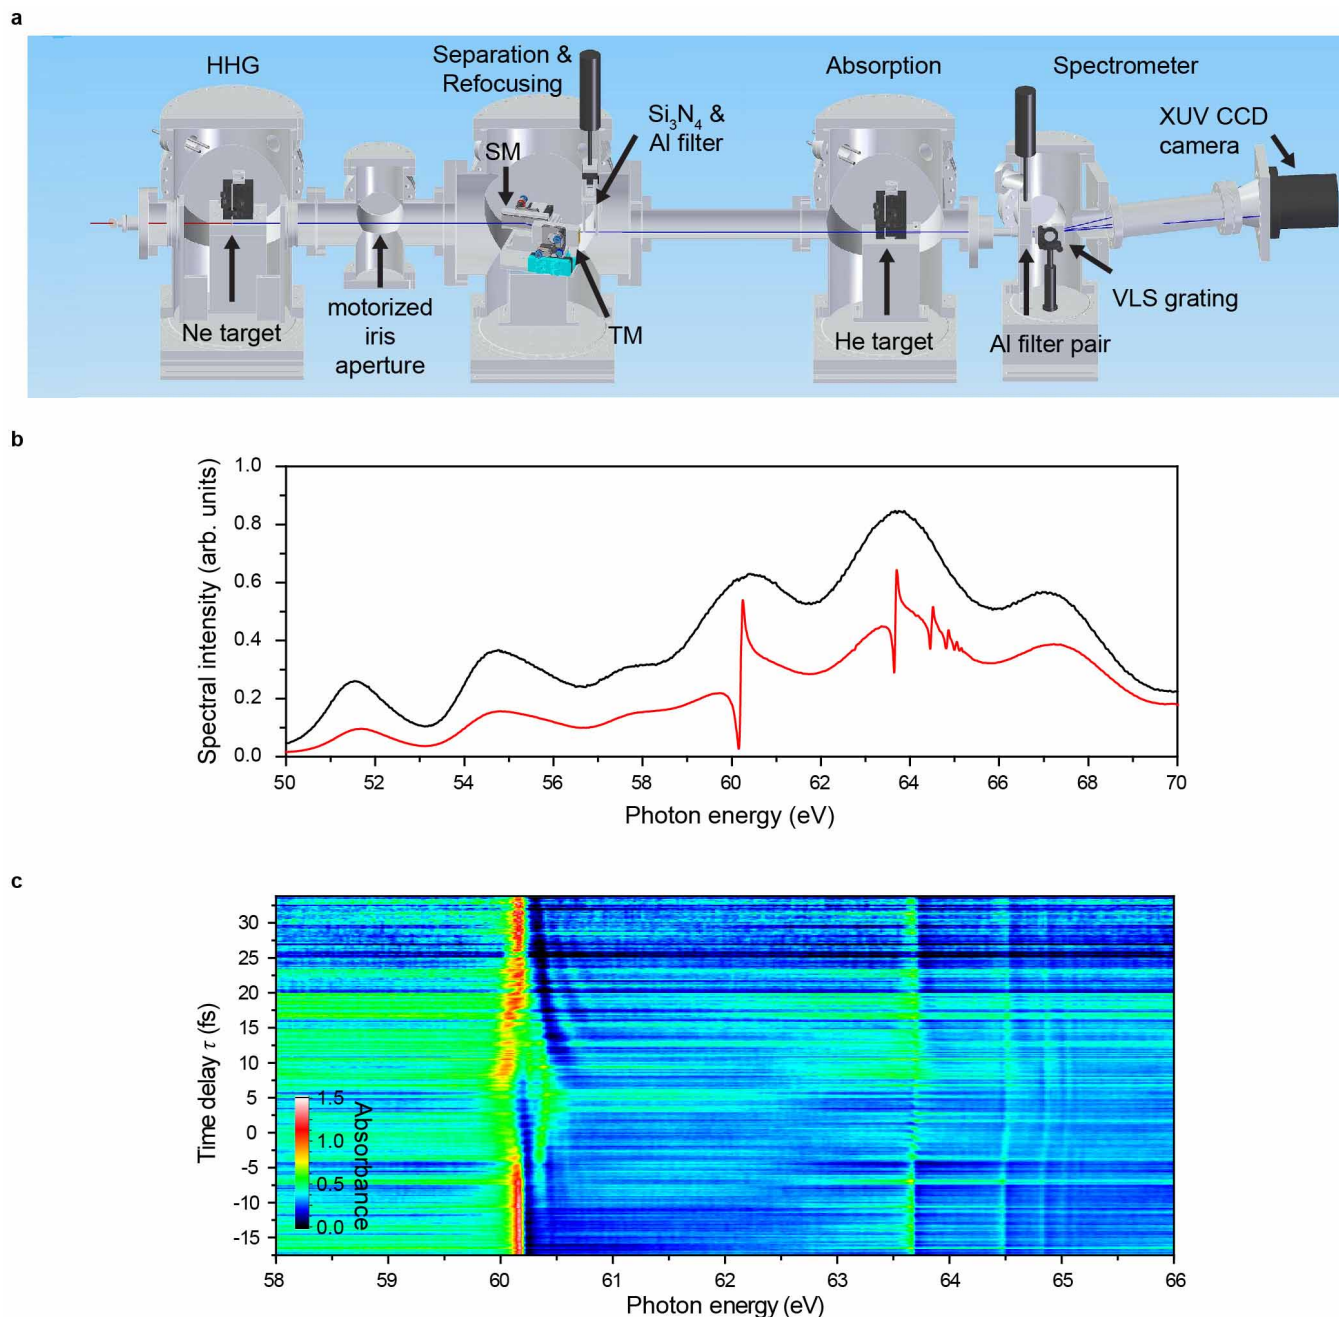 a
HHG
Separation &
Refocusing
Absorption
Spectrometer
Si₃N₄ &
Al filter
XUV CCD
camera
SM
Ne target
motorized
iris
aperture
TM
He target
Al filter pair
VLS grating
b
Spectral intensity (arb. units)
1.0
0.8
0.6
0.4
0.2
0.0
50 52 54 56 58 60 62 64 66 68 70
Photon energy (eV)
c
Time delay τ (fs)
30
25
20
15
10
5
0
-5
-10
-15
1.5
1.0
0.5
0.0
Absorbance
58 59 60 61 62 63 64 65 66
Photon energy (eV)